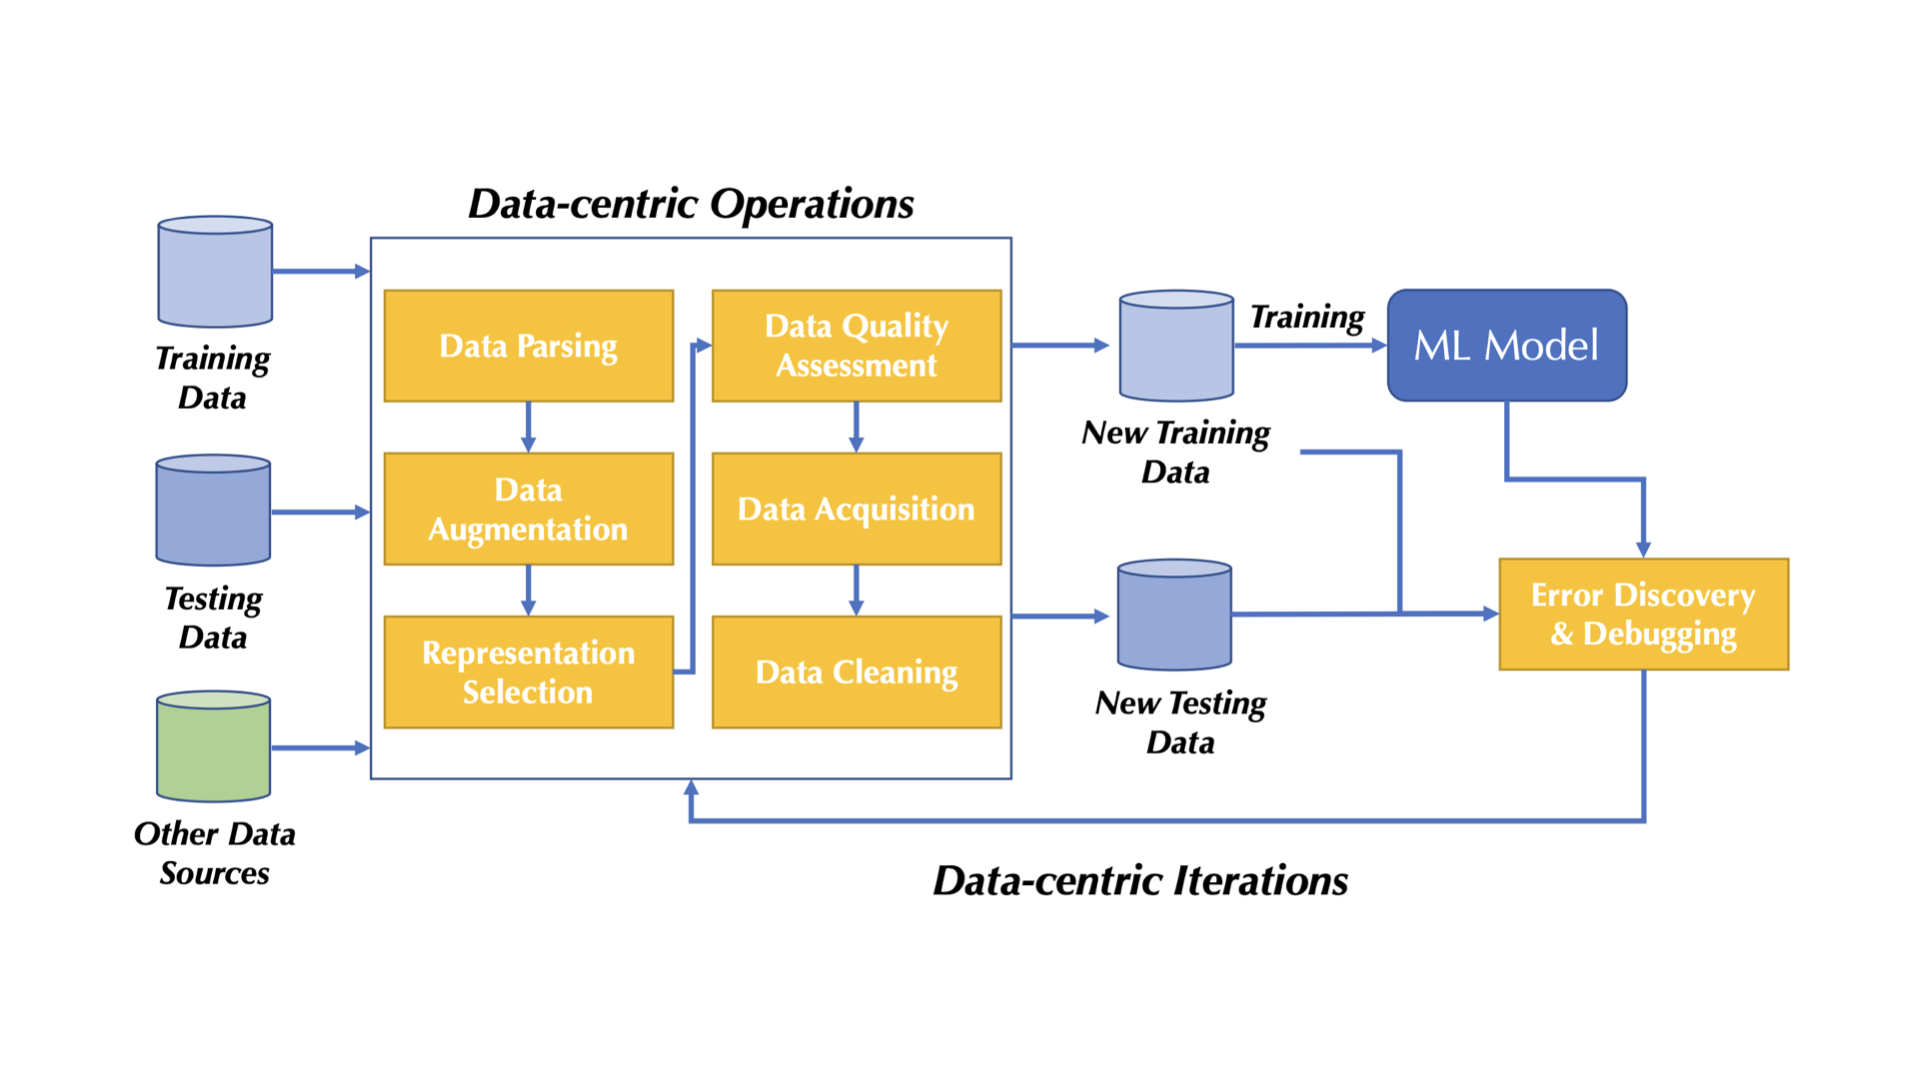 Data-centric Operations
Training
Data
Testing
Data
Other Data
Sources
Data Parsing
Data
Augmentation
Representation
Selection
Data Quality
Assessment
Data Acquisition
Data Cleaning
New Training
Data
Training
ML Model
New Testing
Data
Error Discovery
& Debugging
Data-centric Iterations